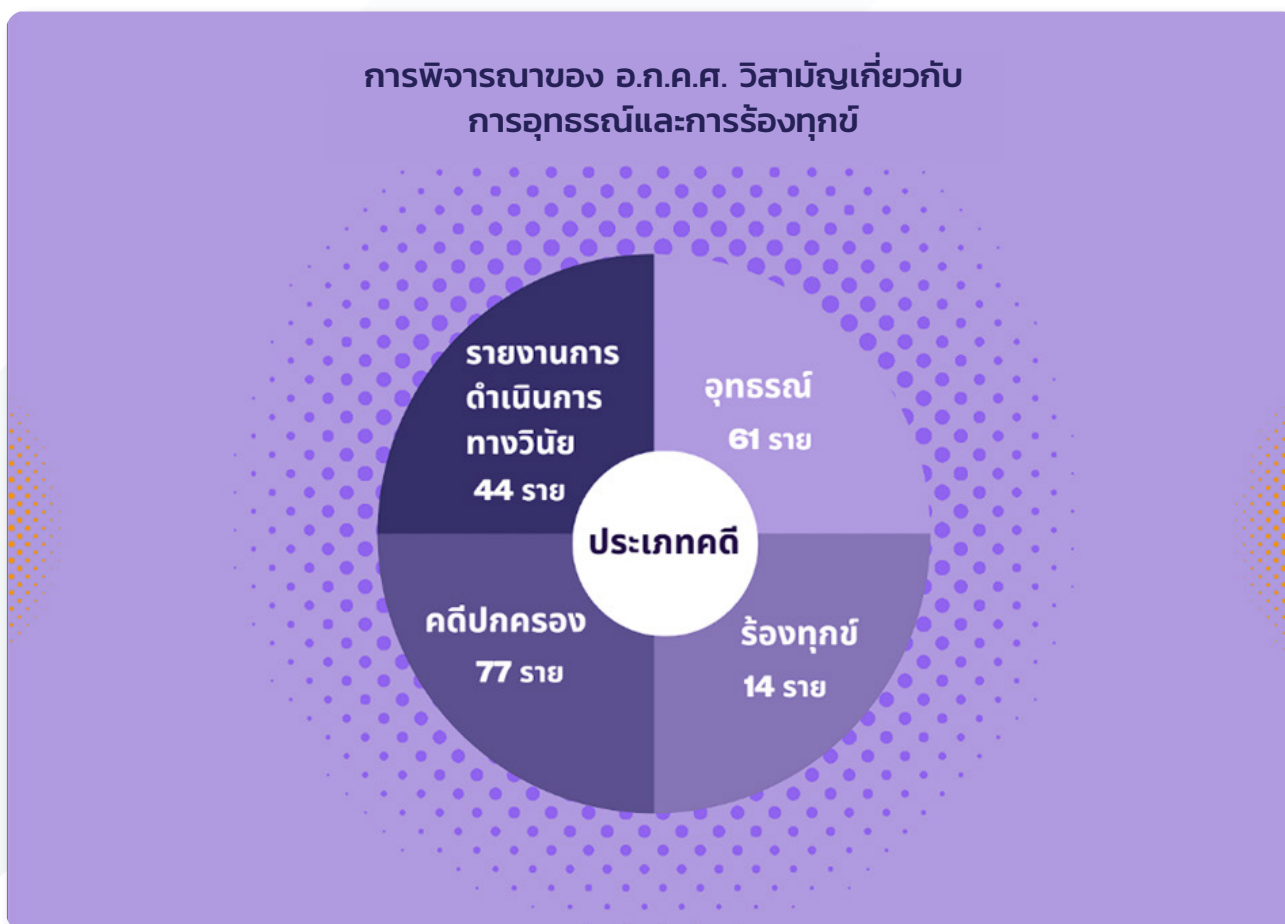 การพิจารณาของ อ.ก.ค.ศ. วิสามัญเกี่ยวกับ
การอุทธรณ์และการร้องทุกข์
รายงานการ
ดำเนินการ
ทางวินัย
44 ราย
อุทธรณ์
61 ราย
ประเภทคดี
คดีปกครอง
77 ราย
ร้องทุกข์
14 ราย